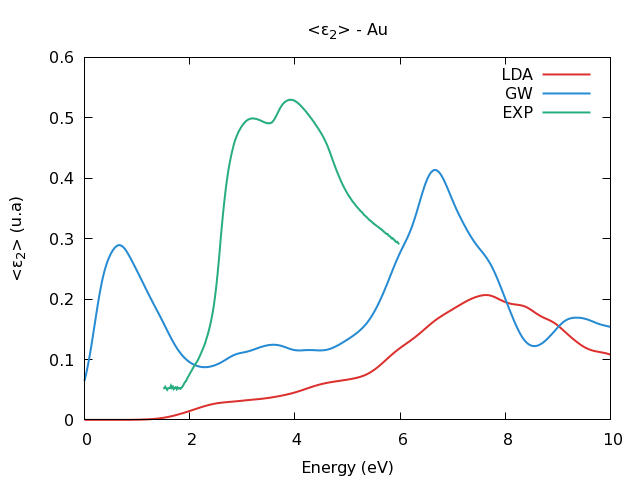 <ε₂> - Au
LDA
GW
EXP
0.6
0.5
0.4
0.3
0.2
0.1
0
<ε₂> (u.a)
0 2 4 6 8 10
Energy (eV)